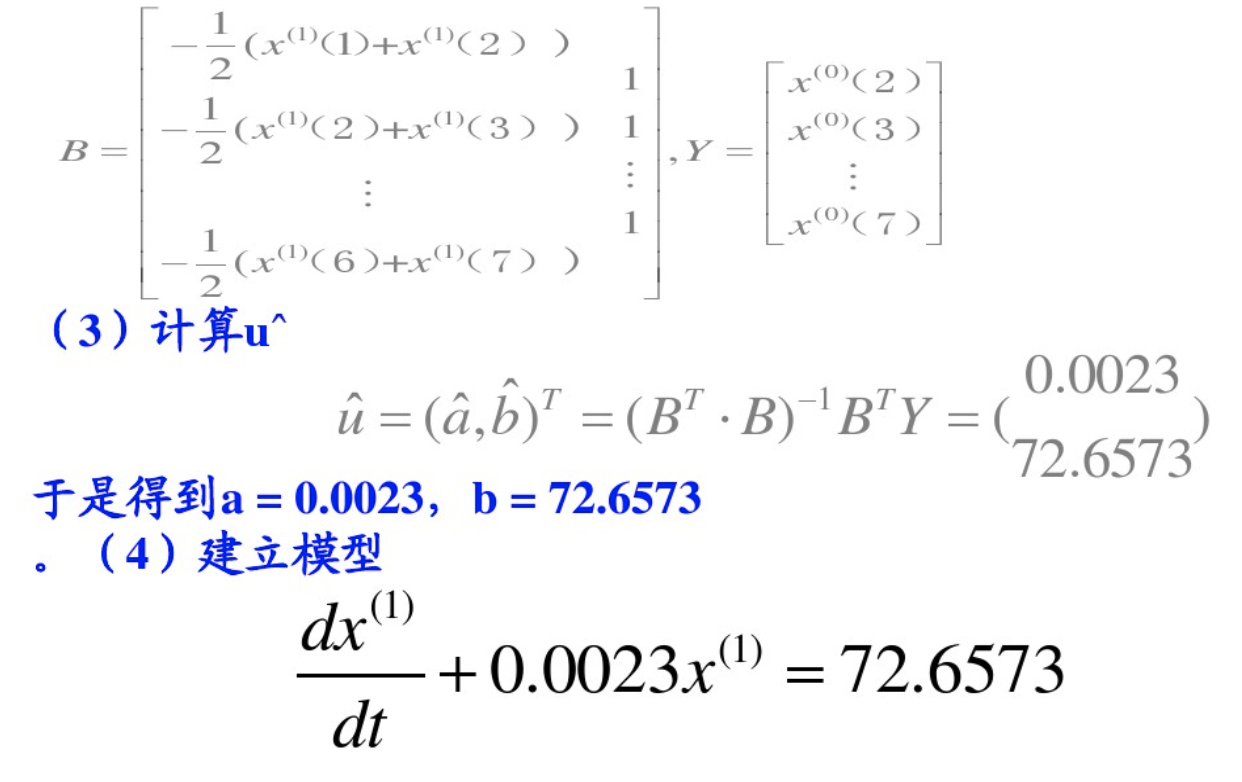 B = [ −1/2(x⁽¹⁾(1)+x⁽¹⁾(2)) 1
−1/2(x⁽¹⁾(2)+x⁽¹⁾(3)) 1
⋮ ⋮
−1/2(x⁽¹⁾(6)+x⁽¹⁾(7)) 1 ], Y = [ x⁽⁰⁾(2)
x⁽⁰⁾(3)
⋮
x⁽⁰⁾(7) ]
(3)计算u^
û = (â,b̂)ᵀ = (Bᵀ · B)⁻¹BᵀY = (0.0023
72.6573)
于是得到a = 0.0023, b = 72.6573
。(4)建立模型
dx⁽¹⁾/dt + 0.0023x⁽¹⁾ = 72.6573